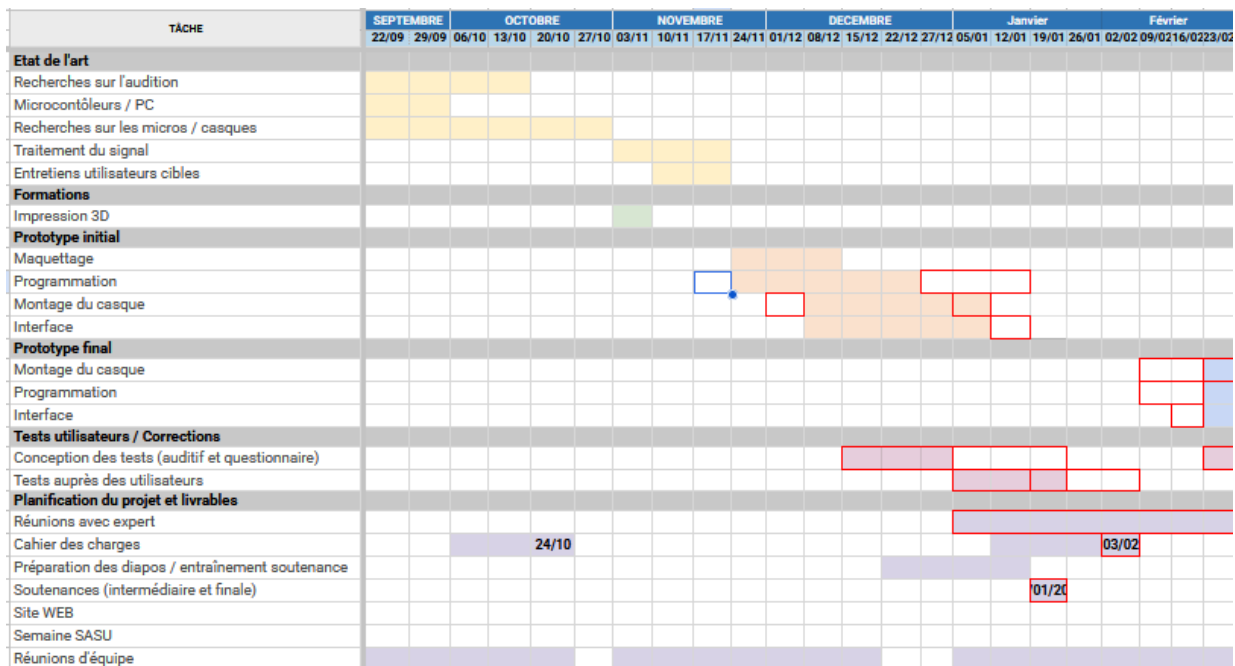 TÂCHE
SEPTEMBRE OCTOBRE NOVEMBRE DECEMBRE Janvier Février
22/09 29/09 06/10 13/10 20/10 27/10 03/11 10/11 17/11 24/11 01/12 08/12 15/12 22/12 27/12 05/01 12/01 19/01 26/01 02/02 09/02 16/02 23/02
Etat de l'art
Recherches sur l'audition
Microcontôleurs / PC
Recherches sur les micros / casques
Traitement du signal
Entretiens utilisateurs cibles
Formations
Impression 3D
Prototype initial
Maquettage
Programmation
Montage du casque
Interface
Prototype final
Montage du casque
Programmation
Interface
Tests utilisateurs / Corrections
Conception des tests (auditif et questionnaire)
Tests auprès des utilisateurs
Planification du projet et livrables
Réunions avec expert
Cahier des charges 24/10 03/02
Préparation des diapos / entraînement soutenance
Soutenances (intermédiaire et finale) /01/20
Site WEB
Semaine SASU
Réunions d'équipe